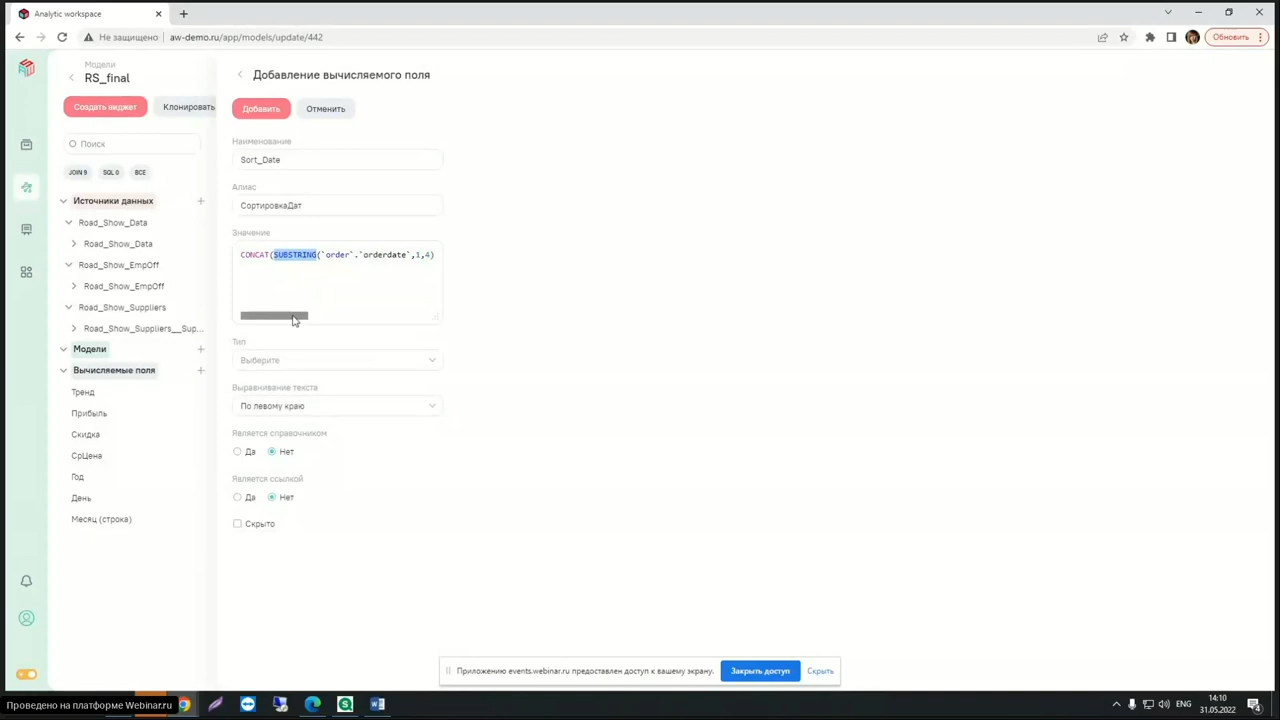 Analytic workspace
Не защищено
aw-demo.ru/app/models/update/442
Обновить
Модели
RS_final
Создать виджет
Клонировать
Поиск
JOIN 9
SQL 0
ВСЕ
Источники данных
Road_Show_Data
Road_Show_Data
Road_Show_EmpOff
Road_Show_EmpOff
Road_Show_Suppliers
Road_Show_Suppliers__Sup...
Модели
Вычисляемые поля
Тренд
Прибыль
Скидка
СрЦена
Год
День
Месяц (строка)
Добавление вычисляемого поля
Добавить
Отменить
Наименование
Sort_Date
Алиас
СортировкаДат
Значение
CONCAT(SUBSTRING(`order`.`orderdate`,1,4)
Тип
Выберите
Выравнивание текста
По левому краю
Является справочником
Да
Нет
Является ссылкой
Да
Нет
Скрыто
Приложению events.webinar.ru предоставлен доступ к вашему экрану.
Закрыть доступ
Скрыть
Проведено на платформе Webinar.ru
ENG
14:10
31.05.2022
4